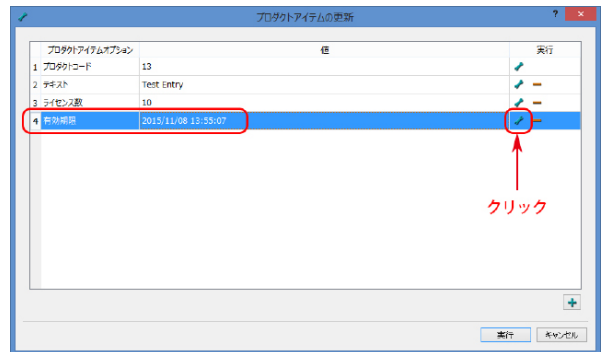 プロダクトアイテムの更新
?
×
プロダクトアイテムオプション 値 実行
1 プロダクトコード 13
2 テキスト Test Entry
3 ライセンス数 10
4 有効期限 2015/11/08 13:55:07
クリック
実行 キャンセル